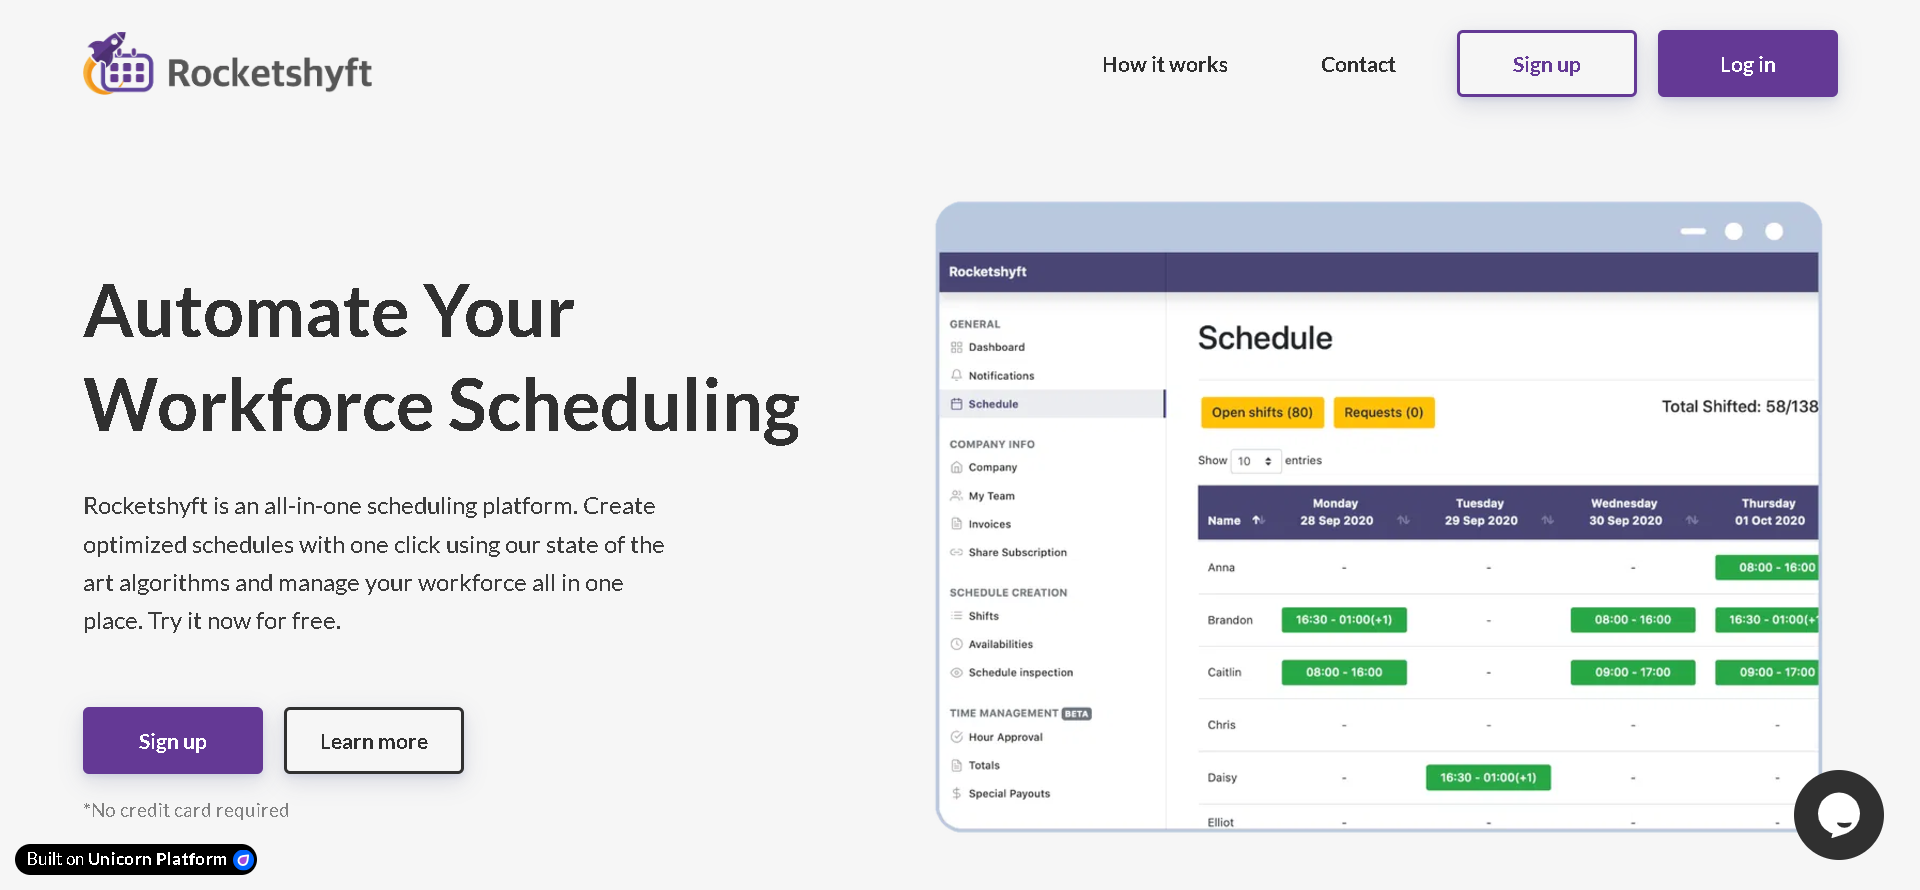 Rocketshyft
How it works
Contact
Sign up
Log in
Automate Your
Workforce Scheduling
Rocketshyft is an all-in-one scheduling platform. Create
optimized schedules with one click using our state of the
art algorithms and manage your workforce all in one
place. Try it now for free.
Sign up
Learn more
*No credit card required
Built on Unicorn Platform
Rocketshyft
GENERAL
Dashboard
Notifications
Schedule
COMPANY INFO
Company
My Team
Invoices
Share Subscription
SCHEDULE CREATION
Shifts
Availabilities
Schedule inspection
TIME MANAGEMENT BETA
Hour Approval
Totals
Special Payouts
Schedule
Open shifts (80) Requests (0)
Total Shifted: 58/138
Show 10 entries
Monday Tuesday Wednesday Thursday
Name 28 Sep 2020 29 Sep 2020 30 Sep 2020 01 Oct 2020
Anna - - - 08:00 - 16:00
Brandon 16:30 - 01:00(+1) - 08:00 - 16:00 16:30 - 01:00(+1
Caitlin 08:00 - 16:00 - 09:00 - 17:00 09:00 - 17:00
Chris - - - -
Daisy - 16:30 - 01:00(+1) - -
Elliot - - - -